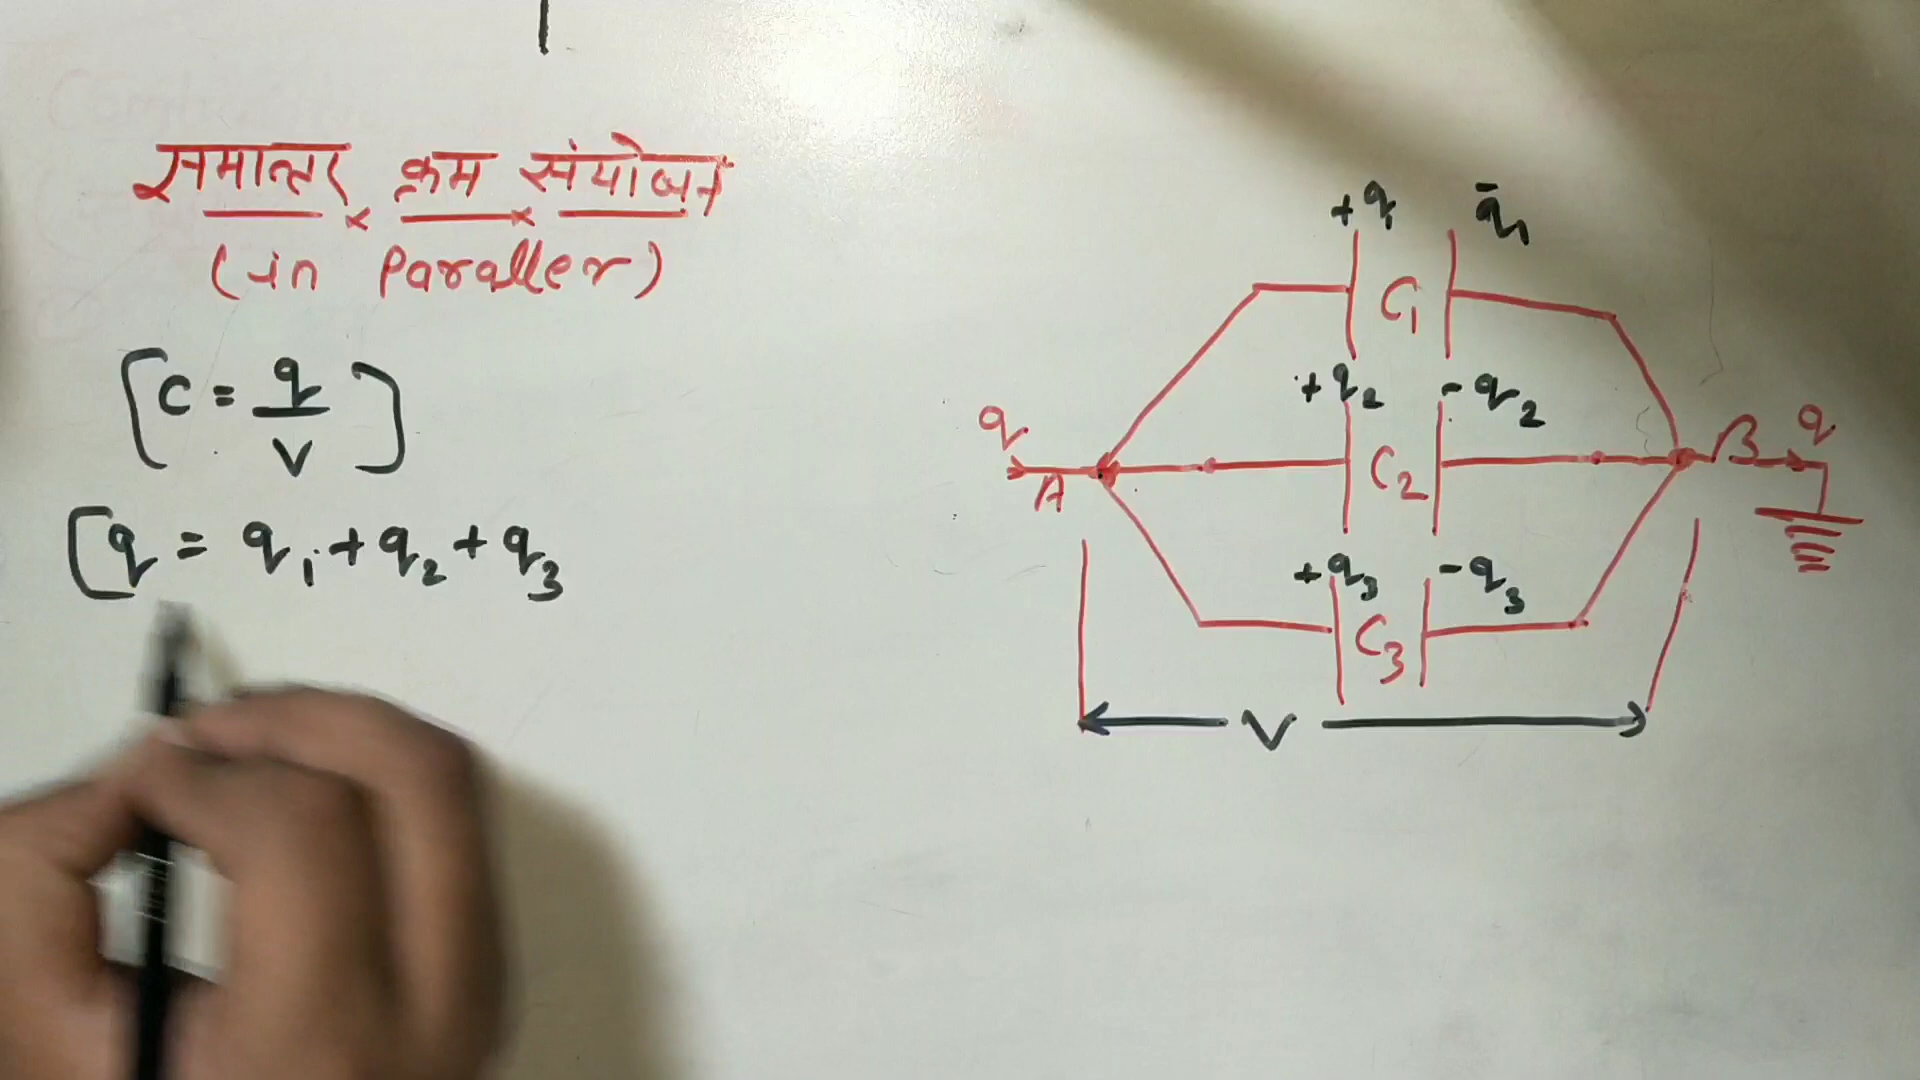 समान्तर क्रम संयोजन
(in Paraller)
[C = q/V]
[q = q₁ + q₂ + q₃
+q₁ -q₁
C₁
+q₂ -q₂
q A C₂ B q
+q₃ -q₃
C₃
V